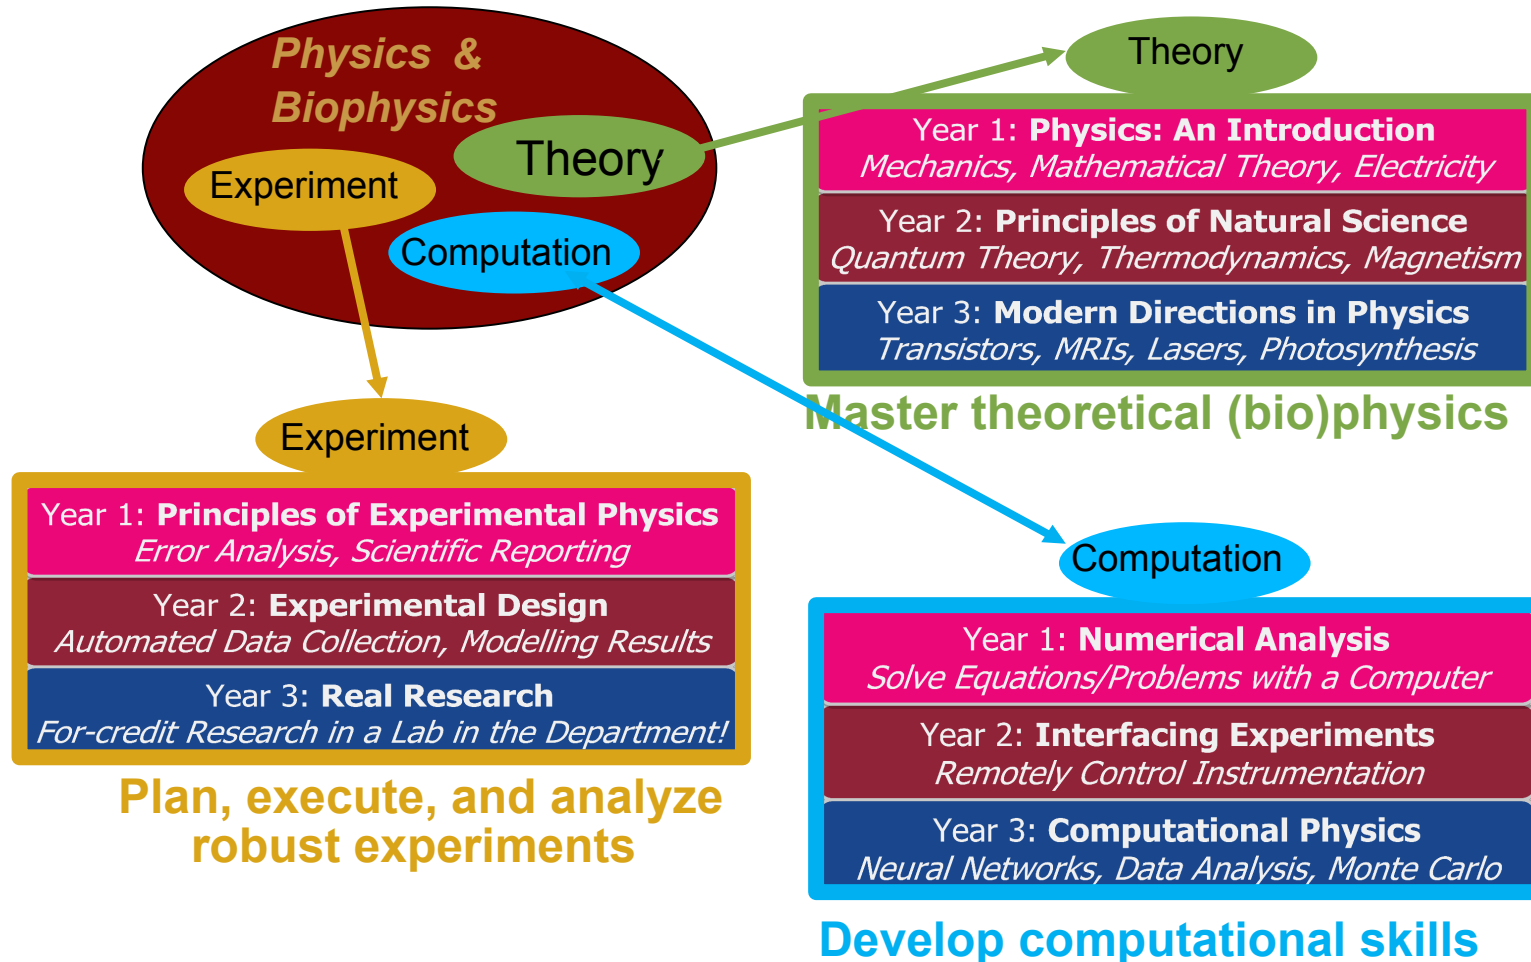 Physics &
Biophysics
Theory
Experiment
Computation
Theory
Year 1: Physics: An Introduction
Mechanics, Mathematical Theory, Electricity
Year 2: Principles of Natural Science
Quantum Theory, Thermodynamics, Magnetism
Year 3: Modern Directions in Physics
Transistors, MRIs, Lasers, Photosynthesis
Master theoretical (bio)physics
Experiment
Year 1: Principles of Experimental Physics
Error Analysis, Scientific Reporting
Year 2: Experimental Design
Automated Data Collection, Modelling Results
Year 3: Real Research
For-credit Research in a Lab in the Department!
Plan, execute, and analyze
robust experiments
Computation
Year 1: Numerical Analysis
Solve Equations/Problems with a Computer
Year 2: Interfacing Experiments
Remotely Control Instrumentation
Year 3: Computational Physics
Neural Networks, Data Analysis, Monte Carlo
Develop computational skills